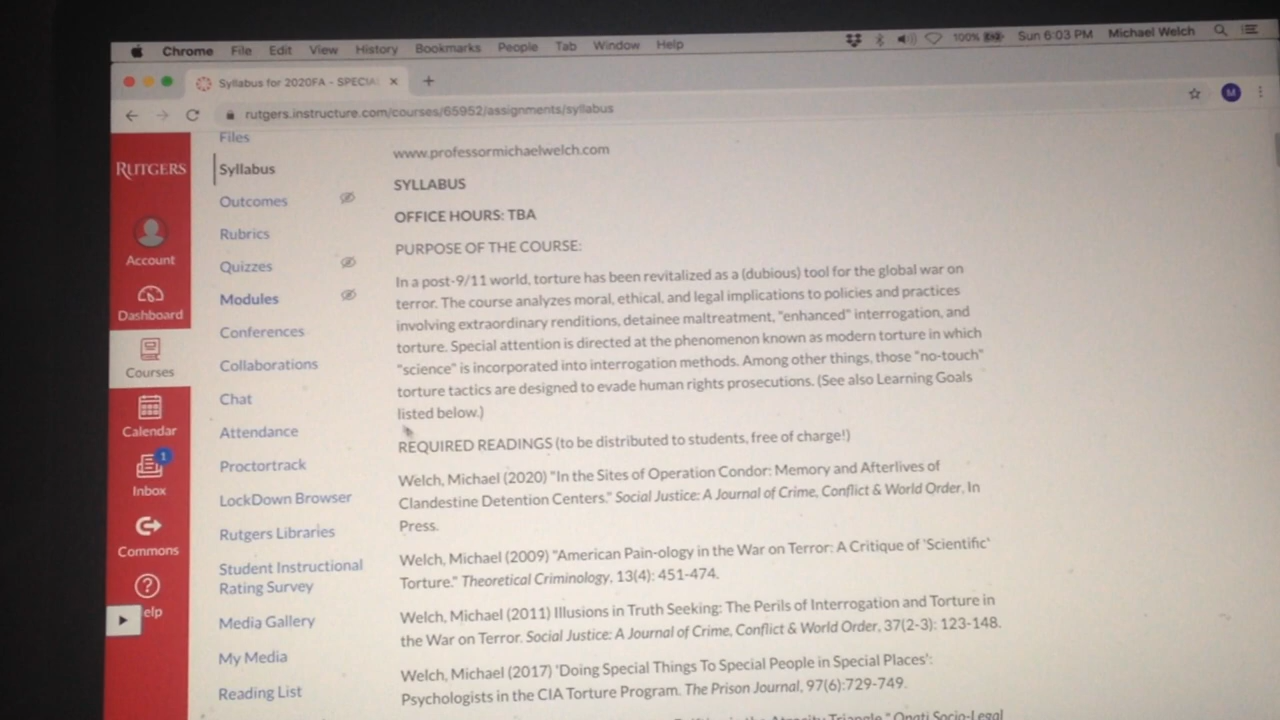 Chrome File Edit View History Bookmarks People Tab Window Help 100% Sun 6:03 PM Michael Welch
Syllabus for 2020FA - SPECIA
rutgers.instructure.com/courses/65952/assignments/syllabus
M
RUTGERS
Account
Dashboard
Courses
Calendar
1
Inbox
Commons
elp
Files
Syllabus
Outcomes
Rubrics
Quizzes
Modules
Conferences
Collaborations
Chat
Attendance
Proctortrack
LockDown Browser
Rutgers Libraries
Student Instructional
Rating Survey
Media Gallery
My Media
Reading List
www.professormichaelwelch.com
SYLLABUS
OFFICE HOURS: TBA
PURPOSE OF THE COURSE:
In a post-9/11 world, torture has been revitalized as a (dubious) tool for the global war on
terror. The course analyzes moral, ethical, and legal implications to policies and practices
involving extraordinary renditions, detainee maltreatment, "enhanced" interrogation, and
torture. Special attention is directed at the phenomenon known as modern torture in which
"science" is incorporated into interrogation methods. Among other things, those "no-touch"
torture tactics are designed to evade human rights prosecutions. (See also Learning Goals
listed below.)
REQUIRED READINGS (to be distributed to students, free of charge!)
Welch, Michael (2020) "In the Sites of Operation Condor: Memory and Afterlives of
Clandestine Detention Centers." Social Justice: A Journal of Crime, Conflict & World Order, In
Press.
Welch, Michael (2009) "American Pain-ology in the War on Terror: A Critique of 'Scientific'
Torture." Theoretical Criminology, 13(4): 451-474.
Welch, Michael (2011) Illusions in Truth Seeking: The Perils of Interrogation and Torture in
the War on Terror. Social Justice: A Journal of Crime, Conflict & World Order, 37(2-3): 123-148.
Welch, Michael (2017) 'Doing Special Things To Special People in Special Places':
Psychologists in the CIA Torture Program. The Prison Journal, 97(6):729-749.
in the Atrocity Triangle." Onati Socio-Legal